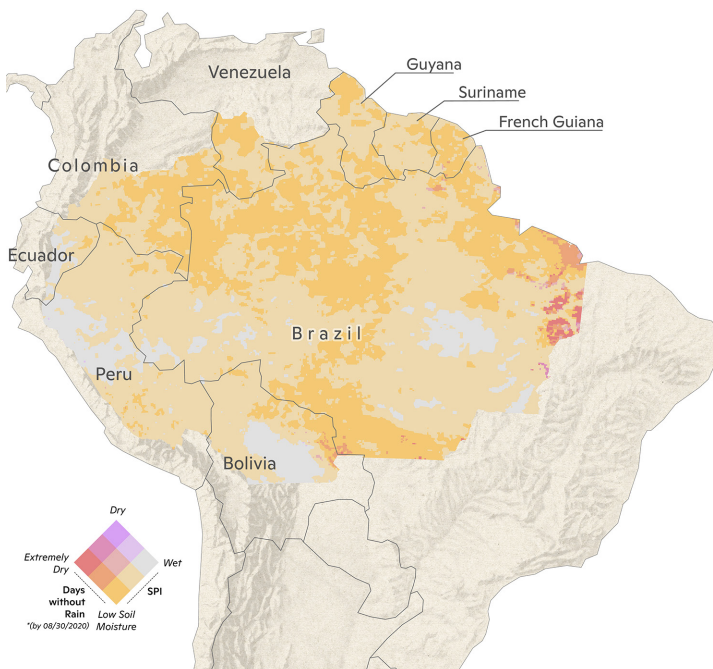 Venezuela
Guyana
Suriname
French Guiana
Colombia
Ecuador
Brazil
Peru
Bolivia
Dry
Extremely
Dry
Wet
Days
without
Rain
*(by 08/30/2020)
SPI
Low Soil
Moisture